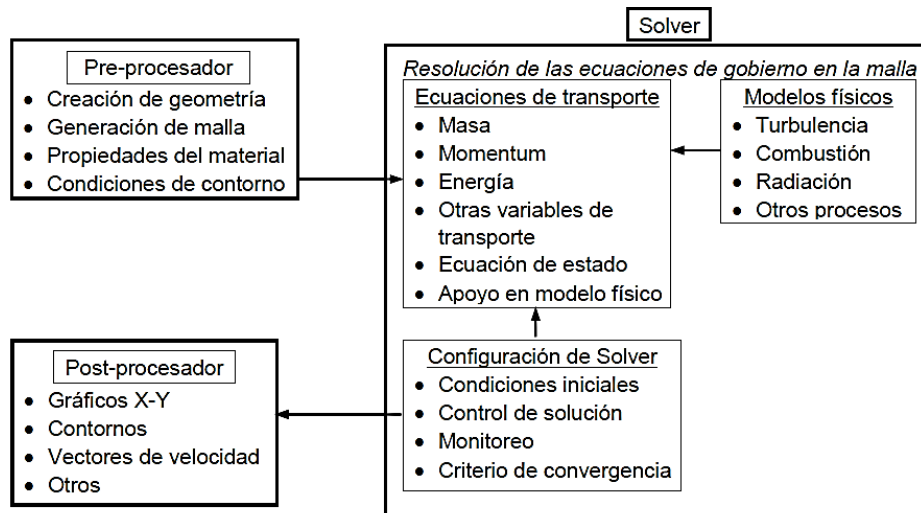 Solver
Pre-procesador
• Creación de geometría
• Generación de malla
• Propiedades del material
• Condiciones de contorno
Resolución de las ecuaciones de gobierno en la malla
Ecuaciones de transporte
• Masa
• Momentum
• Energía
• Otras variables de
transporte
• Ecuación de estado
• Apoyo en modelo físico
Modelos físicos
• Turbulencia
• Combustión
• Radiación
• Otros procesos
Configuración de Solver
• Condiciones iniciales
• Control de solución
• Monitoreo
• Criterio de convergencia
Post-procesador
• Gráficos X-Y
• Contornos
• Vectores de velocidad
• Otros